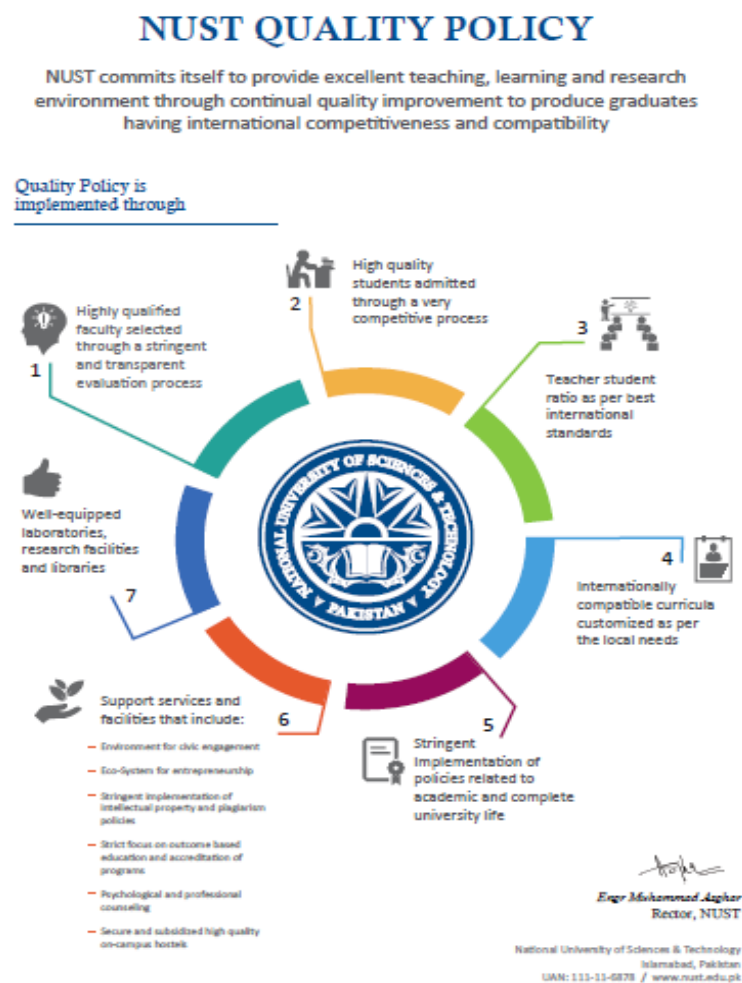 NUST QUALITY POLICY
NUST commits itself to provide excellent teaching, learning and research
environment through continual quality improvement to produce graduates
having international competitiveness and compatibility
Quality Policy is
implemented through
1
Highly qualified
faculty selected
through a stringent
and transparent
evaluation process
2
High quality
students admitted
through a very
competitive process
3
Teacher student
ratio as per best
international
standards
4
Internationally
compatible curricula
customized as per
the local needs
5
Stringent
Implementation of
policies related to
academic and complete
university life
6
Support services and
facilities that include:
– Environment for civic engagement
– Eco-System for entrepreneurship
– Stringent implementation of
intellectual property and plagiarism
policies
– Strict focus on outcome based
education and accreditation of
programs
– Psychological and professional
counseling
– Secure and subsidized high quality
on-campus hostels
7
Well-equipped
laboratories,
research facilities
and libraries
NATIONAL UNIVERSITY OF SCIENCES & TECHNOLOGY
PAKISTAN
Engr Muhammad Asghar
Rector, NUST
National University of Sciences & Technology
Islamabad, Pakistan
UAN: 111-11-6878 / www.nust.edu.pk